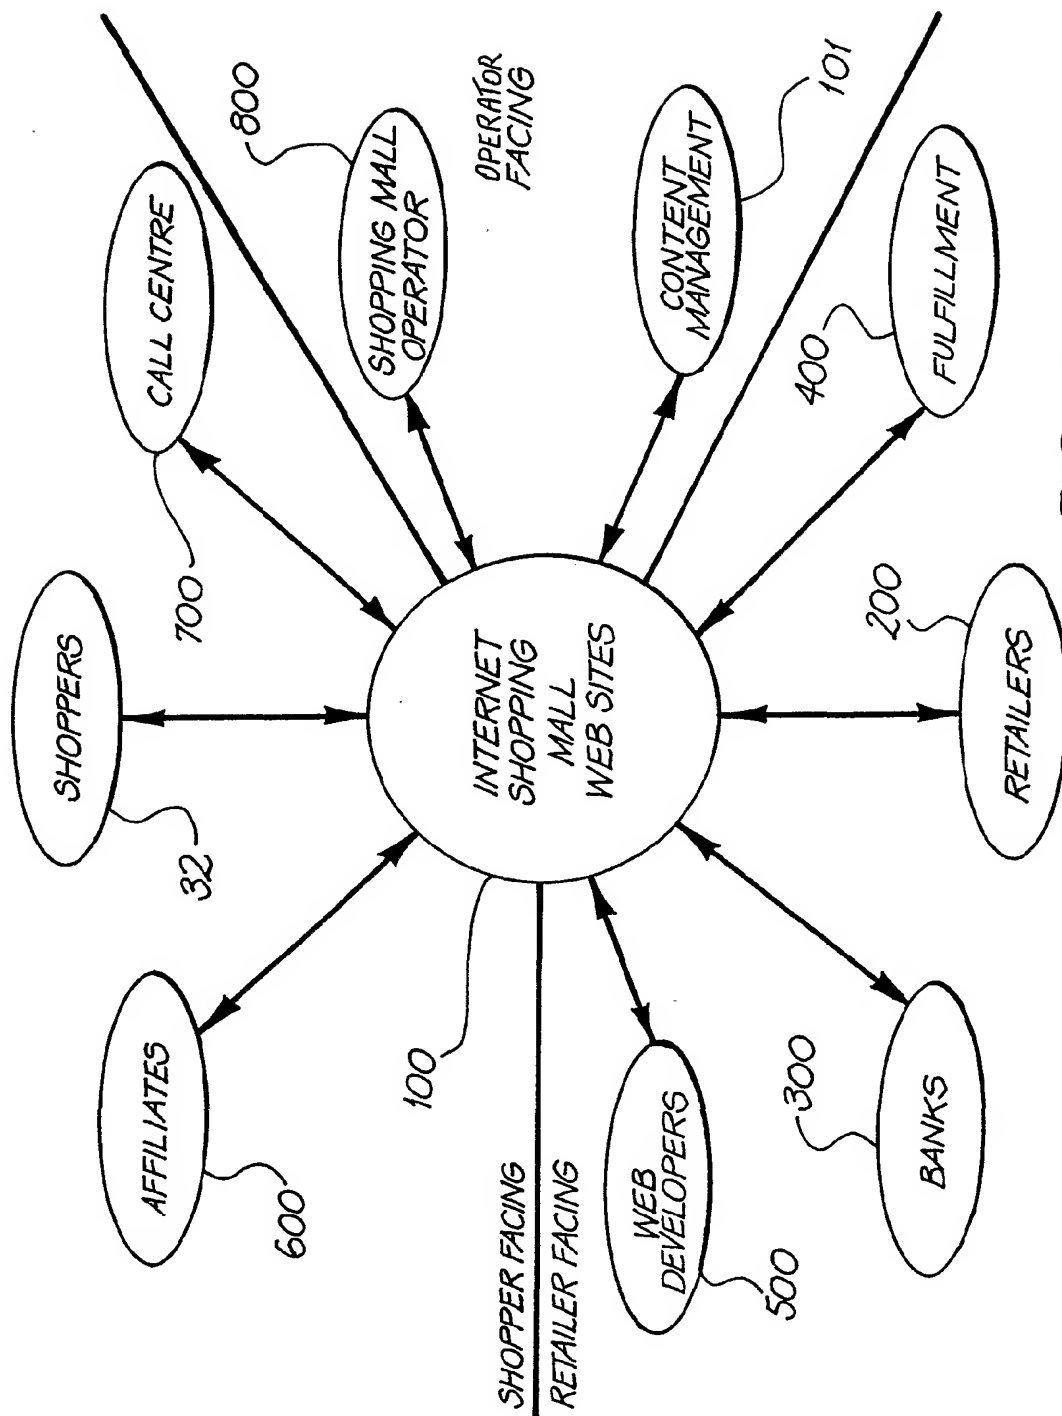 SHOPPER FACING
RETAILER FACING
AFFILIATES
600
SHOPPERS
32
CALL CENTRE
700
800
SHOPPING MALL
OPERATOR
OPERATOR
FACING
CONTENT
MANAGEMENT
101
100
INTERNET
SHOPPING
MALL
WEB SITES
WEB
DEVELOPERS
500
300
BANKS
200
RETAILERS
400
FULFILLMENT